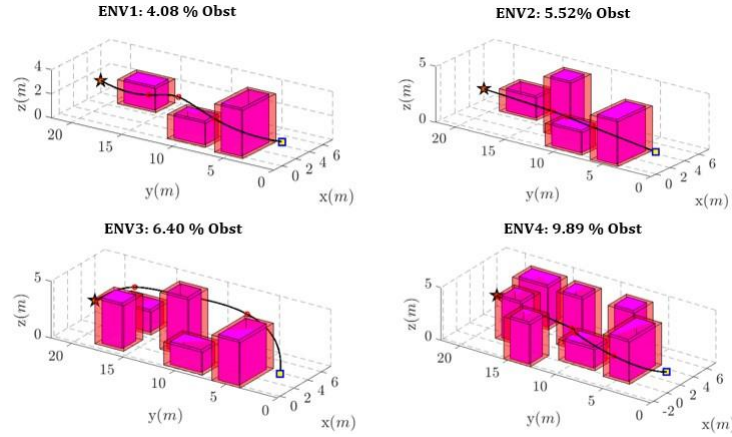 ENV1: 4.08 % Obst
z(m)
4
2
0
20
15
10
5
0
y(m)
0 2 4 6
x(m)
ENV2: 5.52% Obst
z(m)
5
0
20
15
10
5
0
y(m)
0 2 4 6
x(m)
ENV3: 6.40 % Obst
z(m)
5
0
20
15
10
5
0
y(m)
0 2 4 6
x(m)
ENV4: 9.89 % Obst
z(m)
5
0
20
15
10
5
0
y(m)
-2 0 2 4 6
x(m)